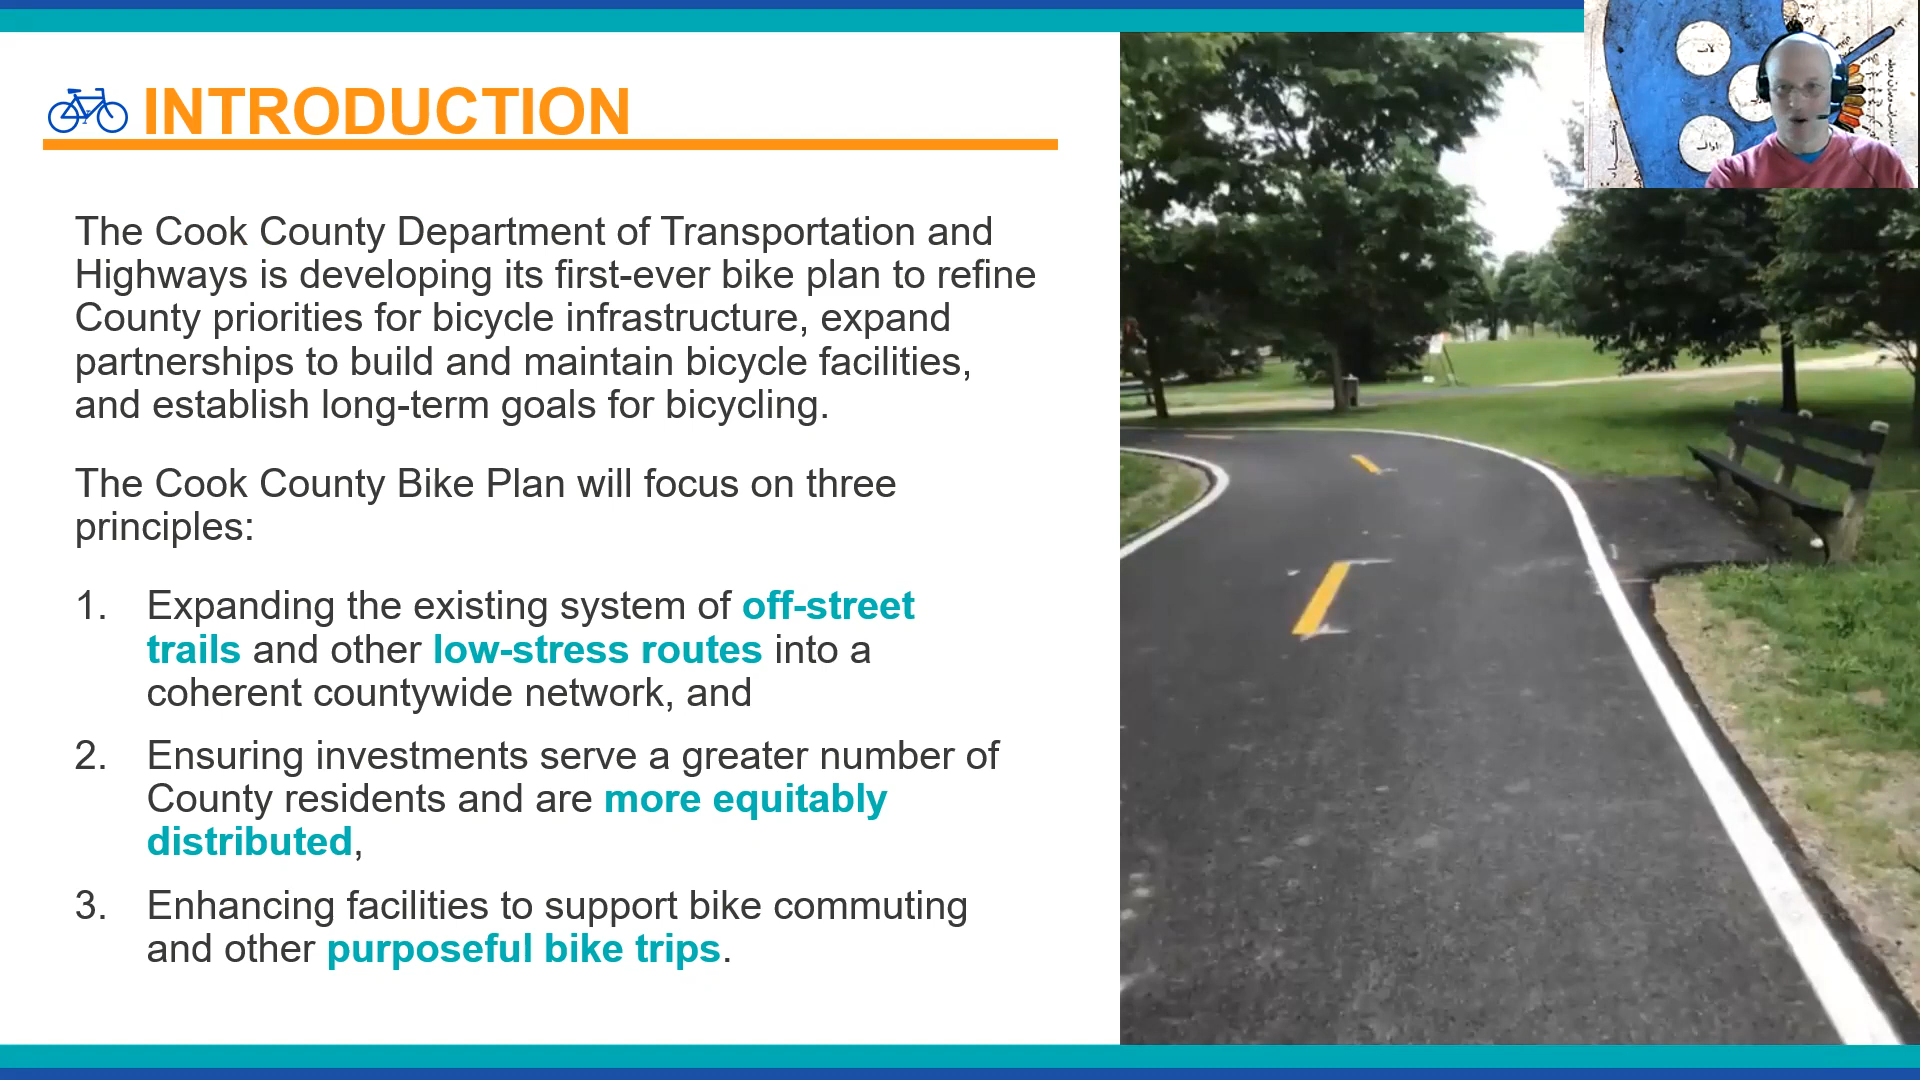 INTRODUCTION
The Cook County Department of Transportation and
Highways is developing its first-ever bike plan to refine
County priorities for bicycle infrastructure, expand
partnerships to build and maintain bicycle facilities,
and establish long-term goals for bicycling.
The Cook County Bike Plan will focus on three
principles:
1. Expanding the existing system of off-street
trails and other low-stress routes into a
coherent countywide network, and
2. Ensuring investments serve a greater number of
County residents and are more equitably
distributed,
3. Enhancing facilities to support bike commuting
and other purposeful bike trips.